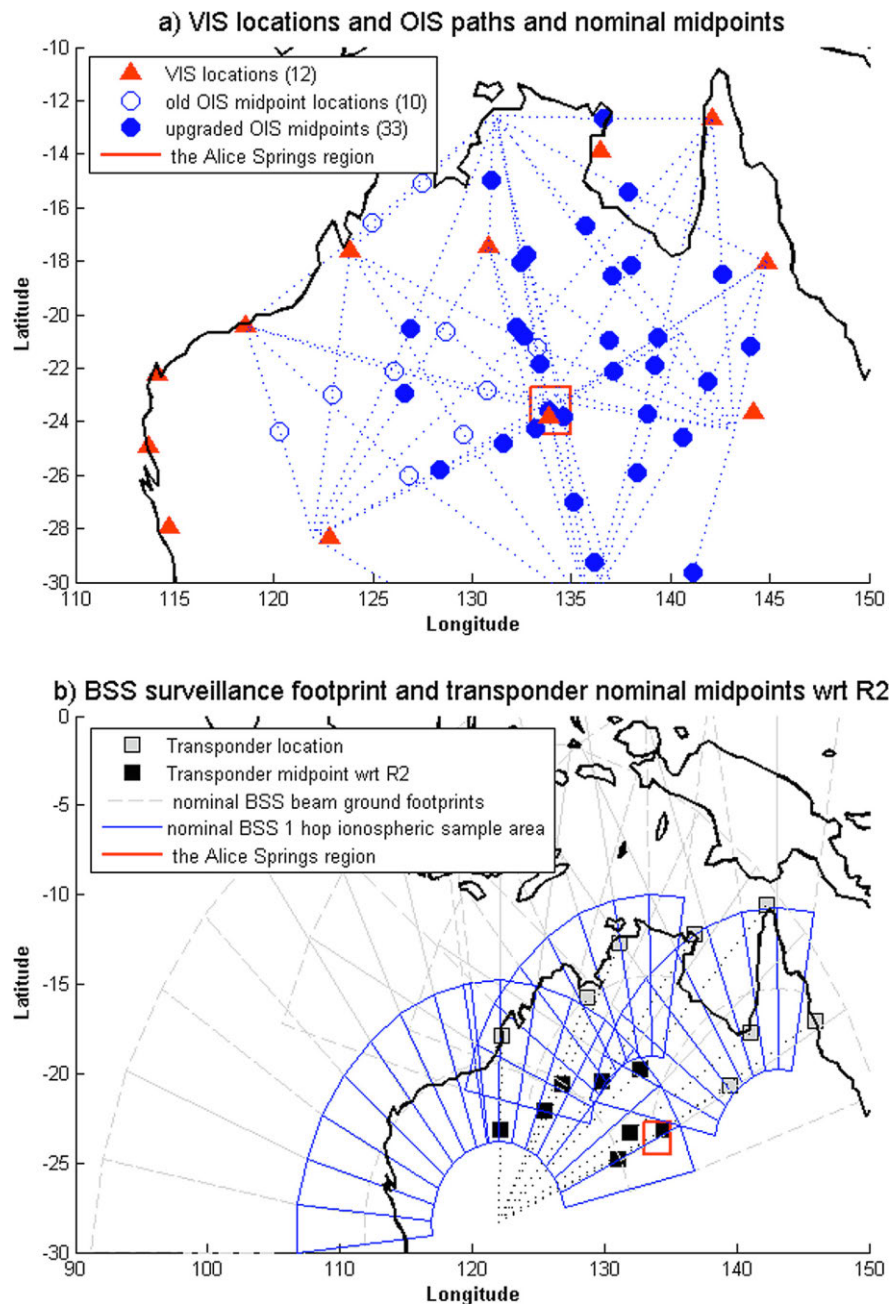 a) VIS locations and OIS paths and nominal midpoints
VIS locations (12)
old OIS midpoint locations (10)
upgraded OIS midpoints (33)
the Alice Springs region
Latitude
-10
-12
-14
-16
-18
-20
-22
-24
-26
-28
-30
110 115 120 125 130 135 140 145 150
Longitude
b) BSS surveillance footprint and transponder nominal midpoints wrt R2
Transponder location
Transponder midpoint wrt R2
nominal BSS beam ground footprints
nominal BSS 1 hop ionospheric sample area
the Alice Springs region
Latitude
0
-5
-10
-15
-20
-25
-30
90 100 110 120 130 140 150
Longitude